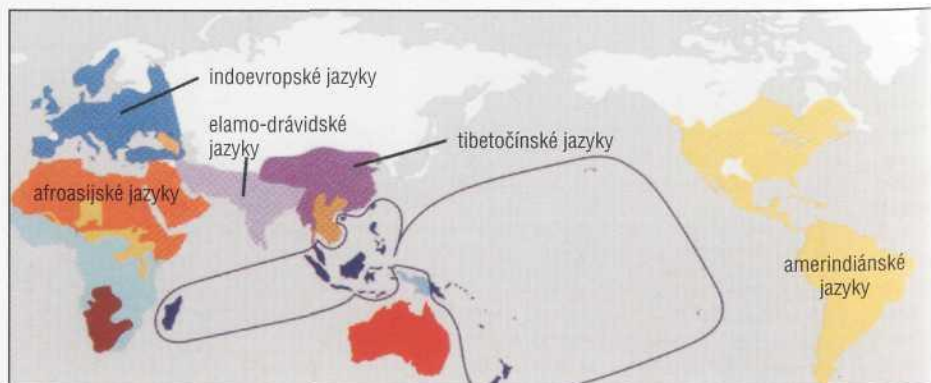 indoevropské jazyky
elamo-drávidské
jazyky
tibetočínské jazyky
afroasijské jazyky
amerindiánské
jazyky